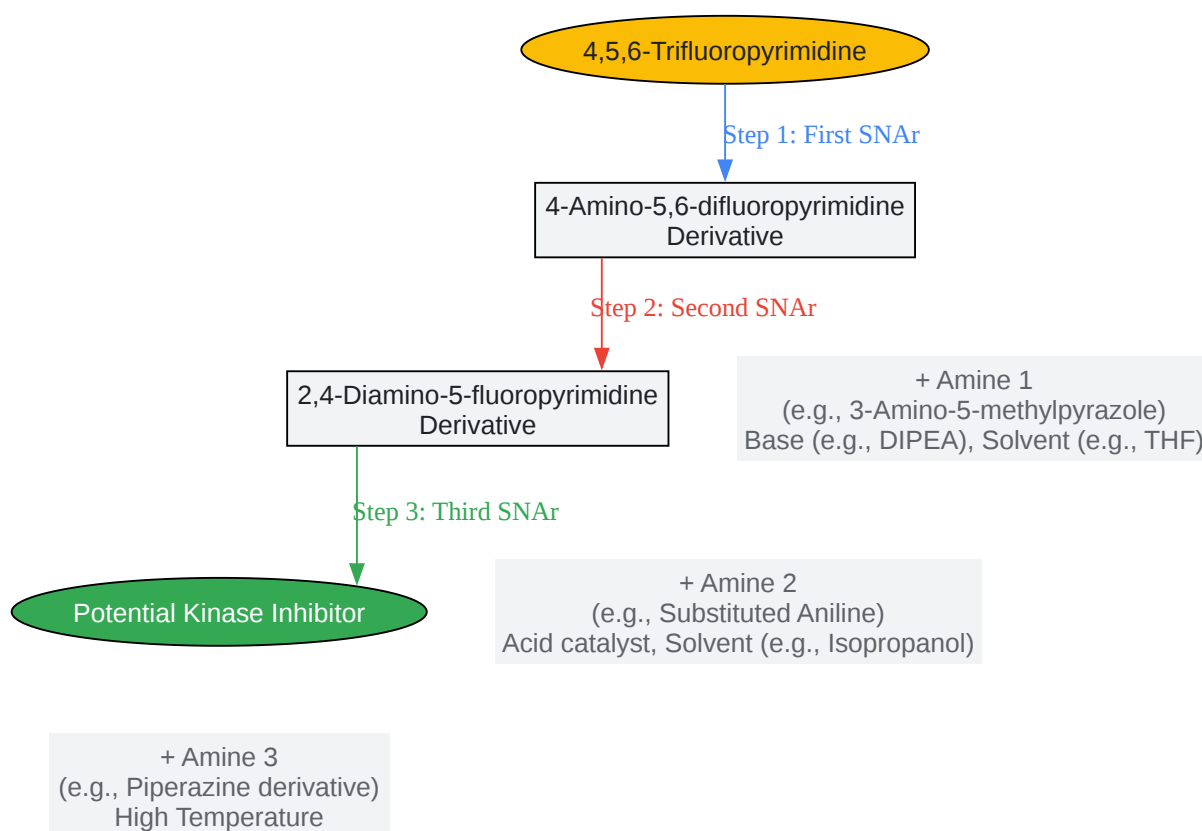 4,5,6-Trifluoropyrimidine
Step 1: First SNAr
4-Amino-5,6-difluoropyrimidine
Derivative
Step 2: Second SNAr
2,4-Diamino-5-fluoropyrimidine
Derivative
+ Amine 1
(e.g., 3-Amino-5-methylpyrazole)
Base (e.g., DIPEA), Solvent (e.g., THF)
Step 3: Third SNAr
Potential Kinase Inhibitor
+ Amine 2
(e.g., Substituted Aniline)
Acid catalyst, Solvent (e.g., Isopropanol)
+ Amine 3
(e.g., Piperazine derivative)
High Temperature